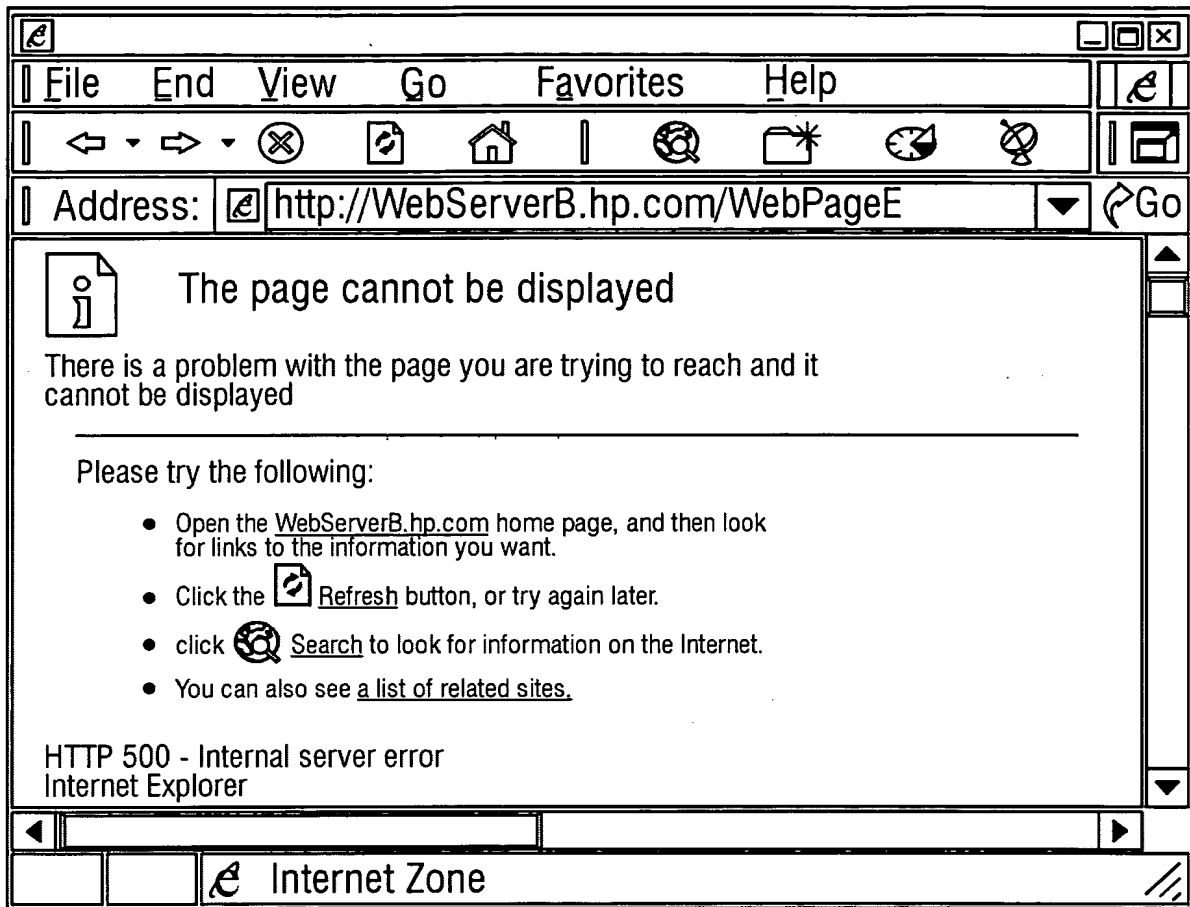 File End View Go Favorites Help
Address: http://WebServerB.hp.com/WebPageE Go
The page cannot be displayed
There is a problem with the page you are trying to reach and it
cannot be displayed
Please try the following:
● Open the WebServerB.hp.com home page, and then look
for links to the information you want.
● Click the Refresh button, or try again later.
● click Search to look for information on the Internet.
● You can also see a list of related sites.
HTTP 500 - Internal server error
Internet Explorer
Internet Zone